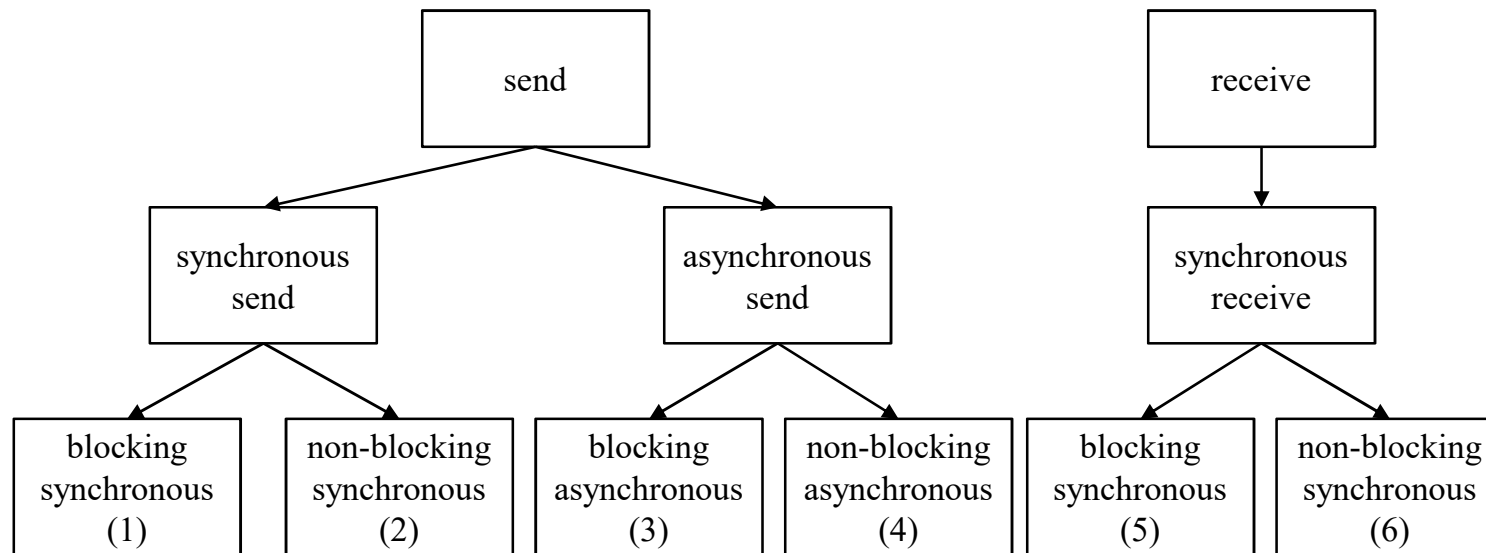 send
receive
synchronous
send
asynchronous
send
synchronous
receive
blocking
synchronous
(1)
non-blocking
synchronous
(2)
blocking
asynchronous
(3)
non-blocking
asynchronous
(4)
blocking
synchronous
(5)
non-blocking
synchronous
(6)